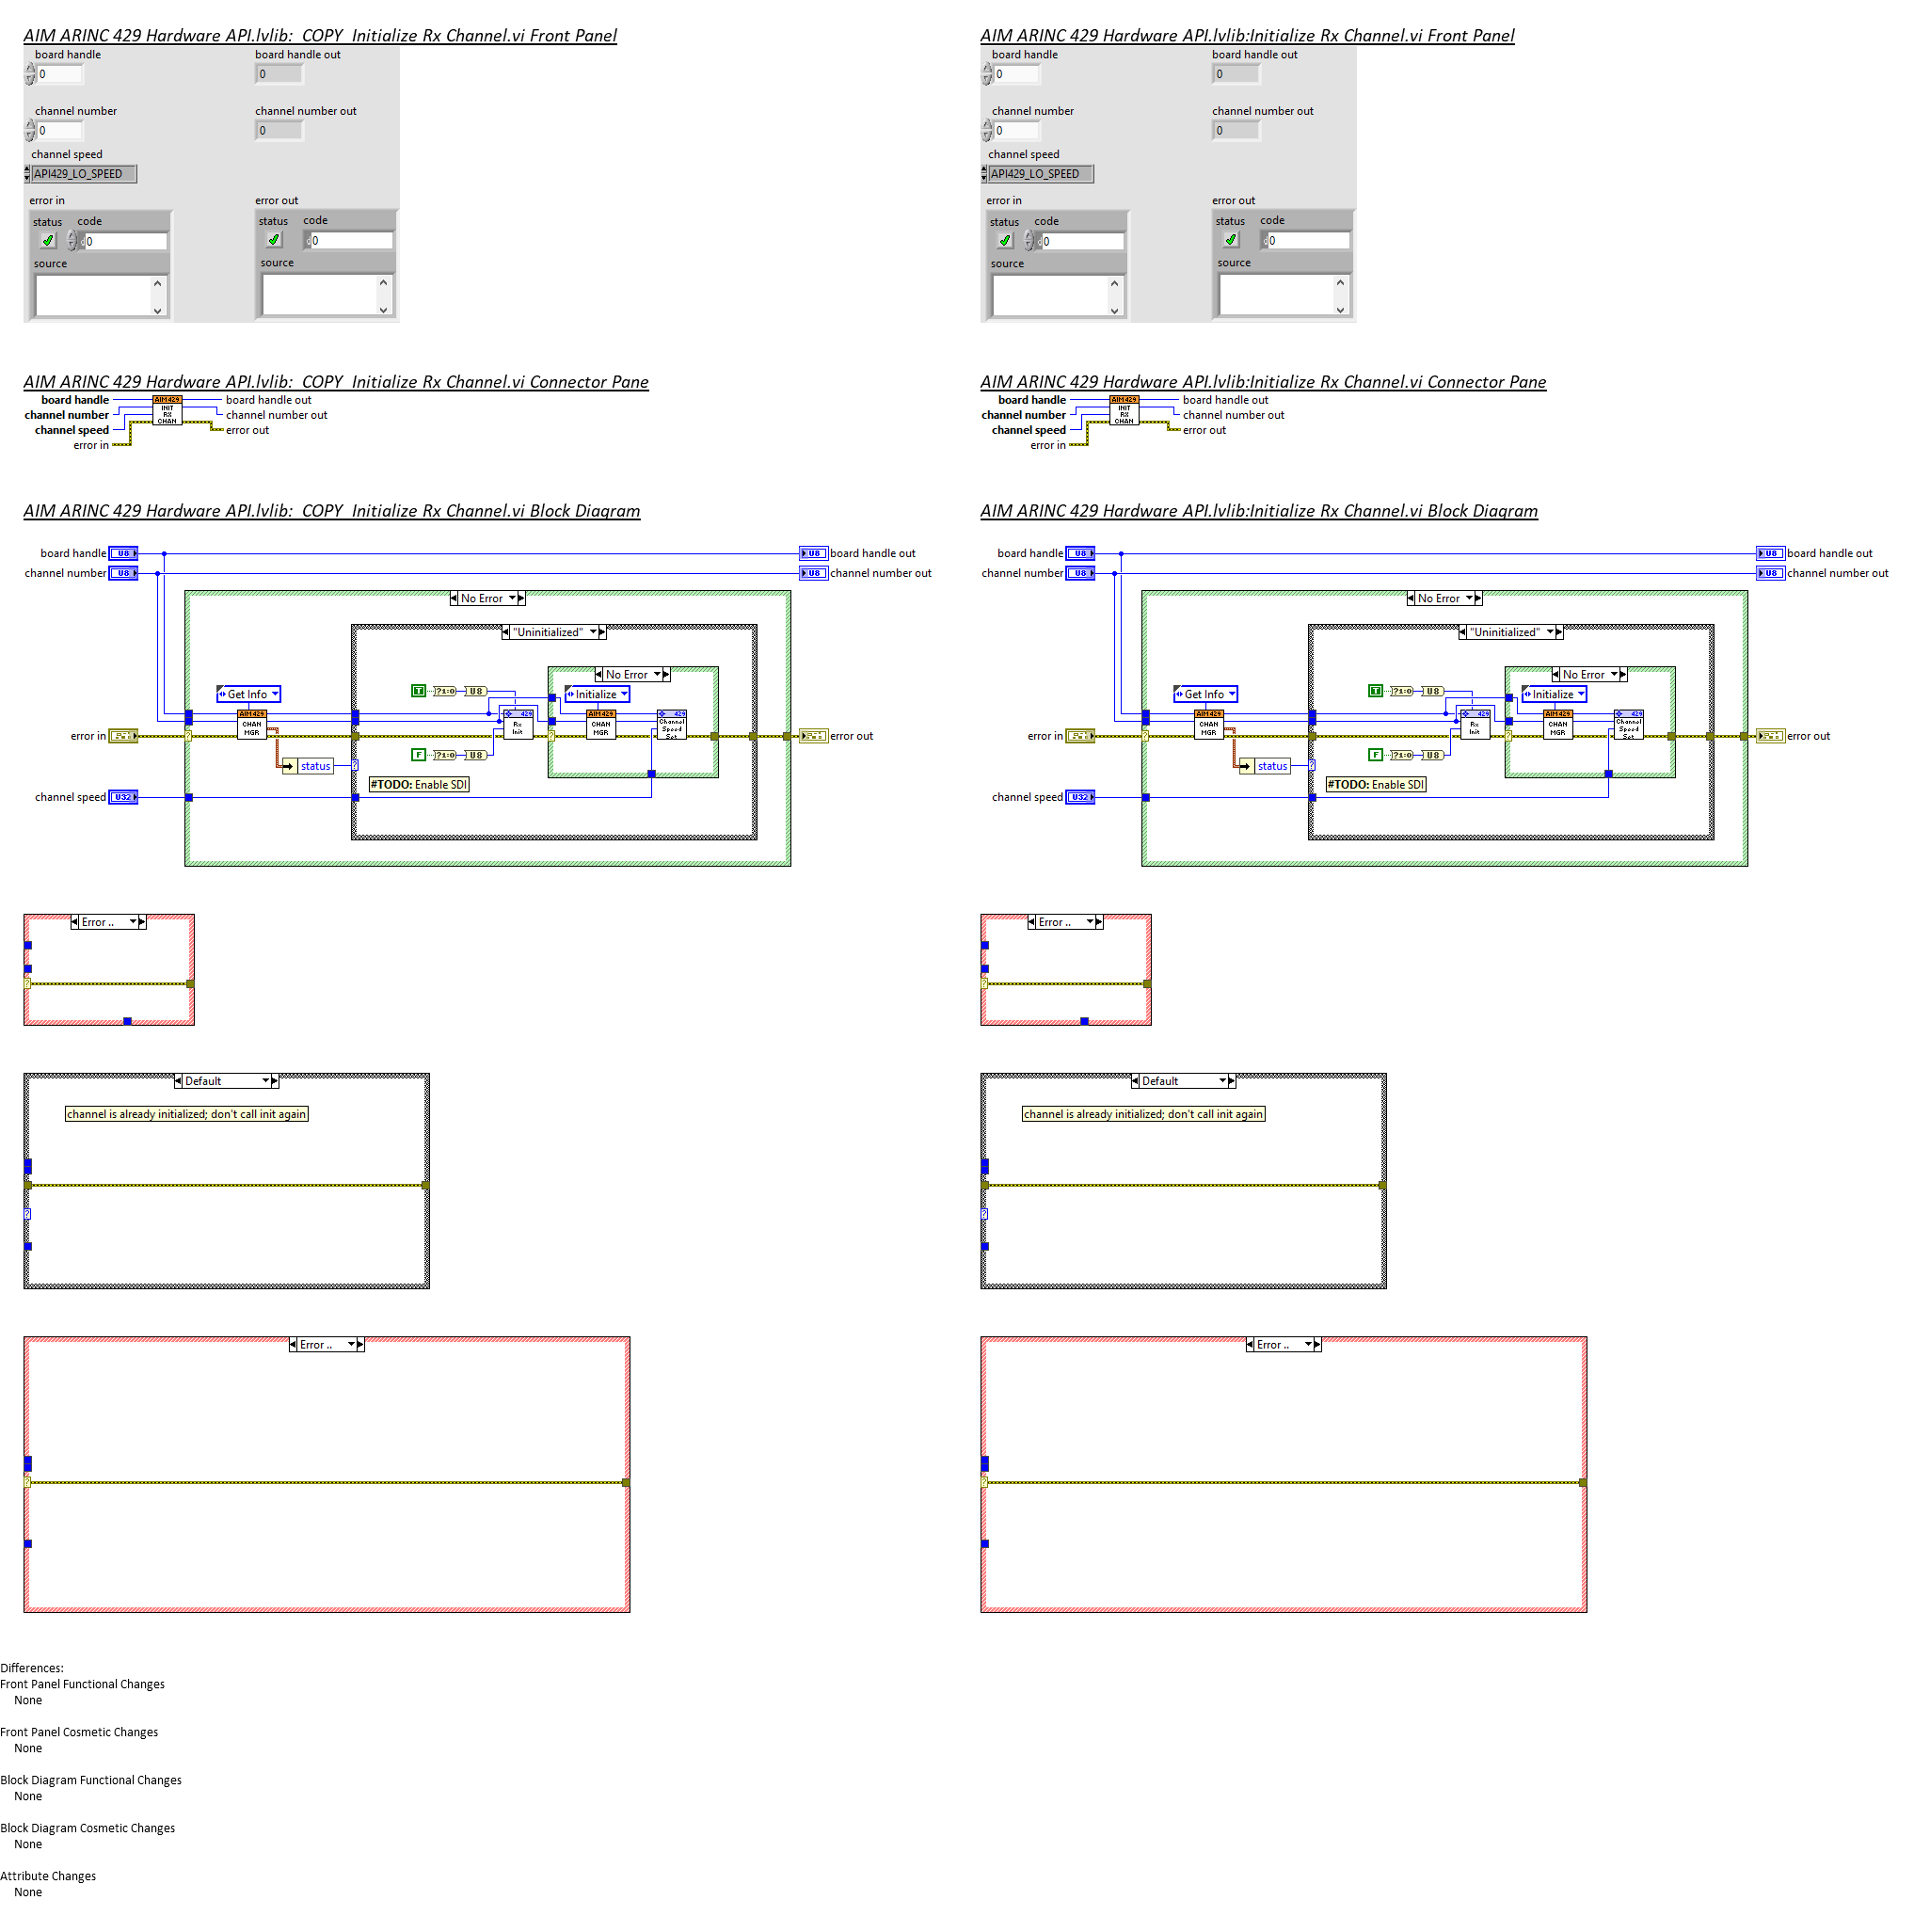 AIM ARINC 429 Hardware API.lvlib:  COPY  Initialize Rx Channel.vi Front Panel
board handle
board handle out
0
0
channel number
channel number out
0
0
channel speed
API429_LO_SPEED
error in
error out
status code
status code
0
0
source
source
AIM ARINC 429 Hardware API.lvlib:Initialize Rx Channel.vi Front Panel
board handle
board handle out
0
0
channel number
channel number out
0
0
channel speed
API429_LO_SPEED
error in
error out
status code
status code
0
0
source
source
AIM ARINC 429 Hardware API.lvlib:  COPY  Initialize Rx Channel.vi Connector Pane
board handle
AIM429
INIT
RX
CHAN
board handle out
channel number
channel number out
channel speed
error out
error in
AIM ARINC 429 Hardware API.lvlib:Initialize Rx Channel.vi Connector Pane
board handle
AIM429
INIT
RX
CHAN
board handle out
channel number
channel number out
channel speed
error out
error in
AIM ARINC 429 Hardware API.lvlib:  COPY  Initialize Rx Channel.vi Block Diagram
board handle
U8
U8
board handle out
channel number
U8
U8
channel number out
No Error
"Uninitialized"
No Error
Get Info
T
?1:0
U8
Initialize
AIM429
CHAN
MGR
429
Rx
Init
AIM429
CHAN
MGR
429
Channel
Speed
Set
error in
error out
F
?1:0
U8
status
?
#TODO: Enable SDI
channel speed
U32
AIM ARINC 429 Hardware API.lvlib:Initialize Rx Channel.vi Block Diagram
board handle
U8
U8
board handle out
channel number
U8
U8
channel number out
No Error
"Uninitialized"
No Error
Get Info
T
?1:0
U8
Initialize
AIM429
CHAN
MGR
429
Rx
Init
AIM429
CHAN
MGR
429
Channel
Speed
Set
error in
error out
F
?1:0
U8
status
?
#TODO: Enable SDI
channel speed
U32
Error ..
?
Error ..
?
Default
channel is already initialized; don't call init again
?
Default
channel is already initialized; don't call init again
?
Error ..
?
Error ..
?
Differences:
Front Panel Functional Changes
None
Front Panel Cosmetic Changes
None
Block Diagram Functional Changes
None
Block Diagram Cosmetic Changes
None
Attribute Changes
None